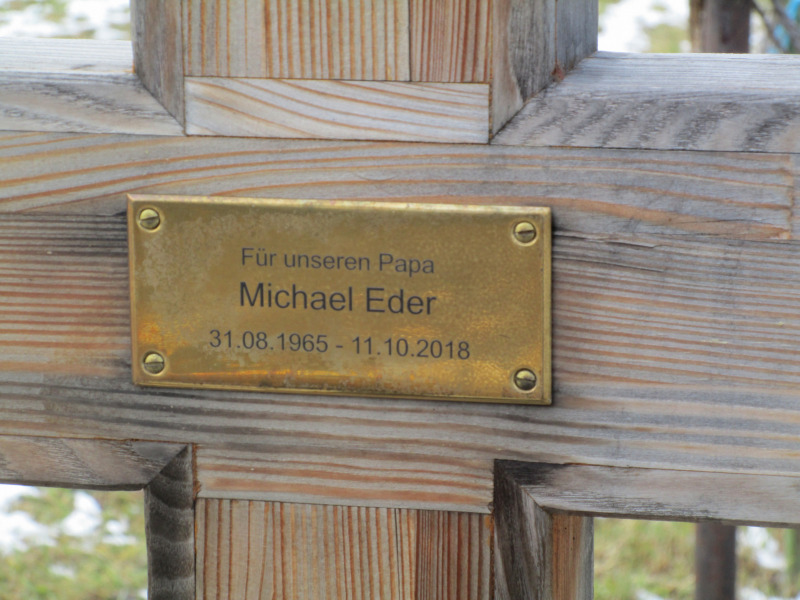 Für unseren Papa
Michael Eder
31.08.1965 - 11.10.2018